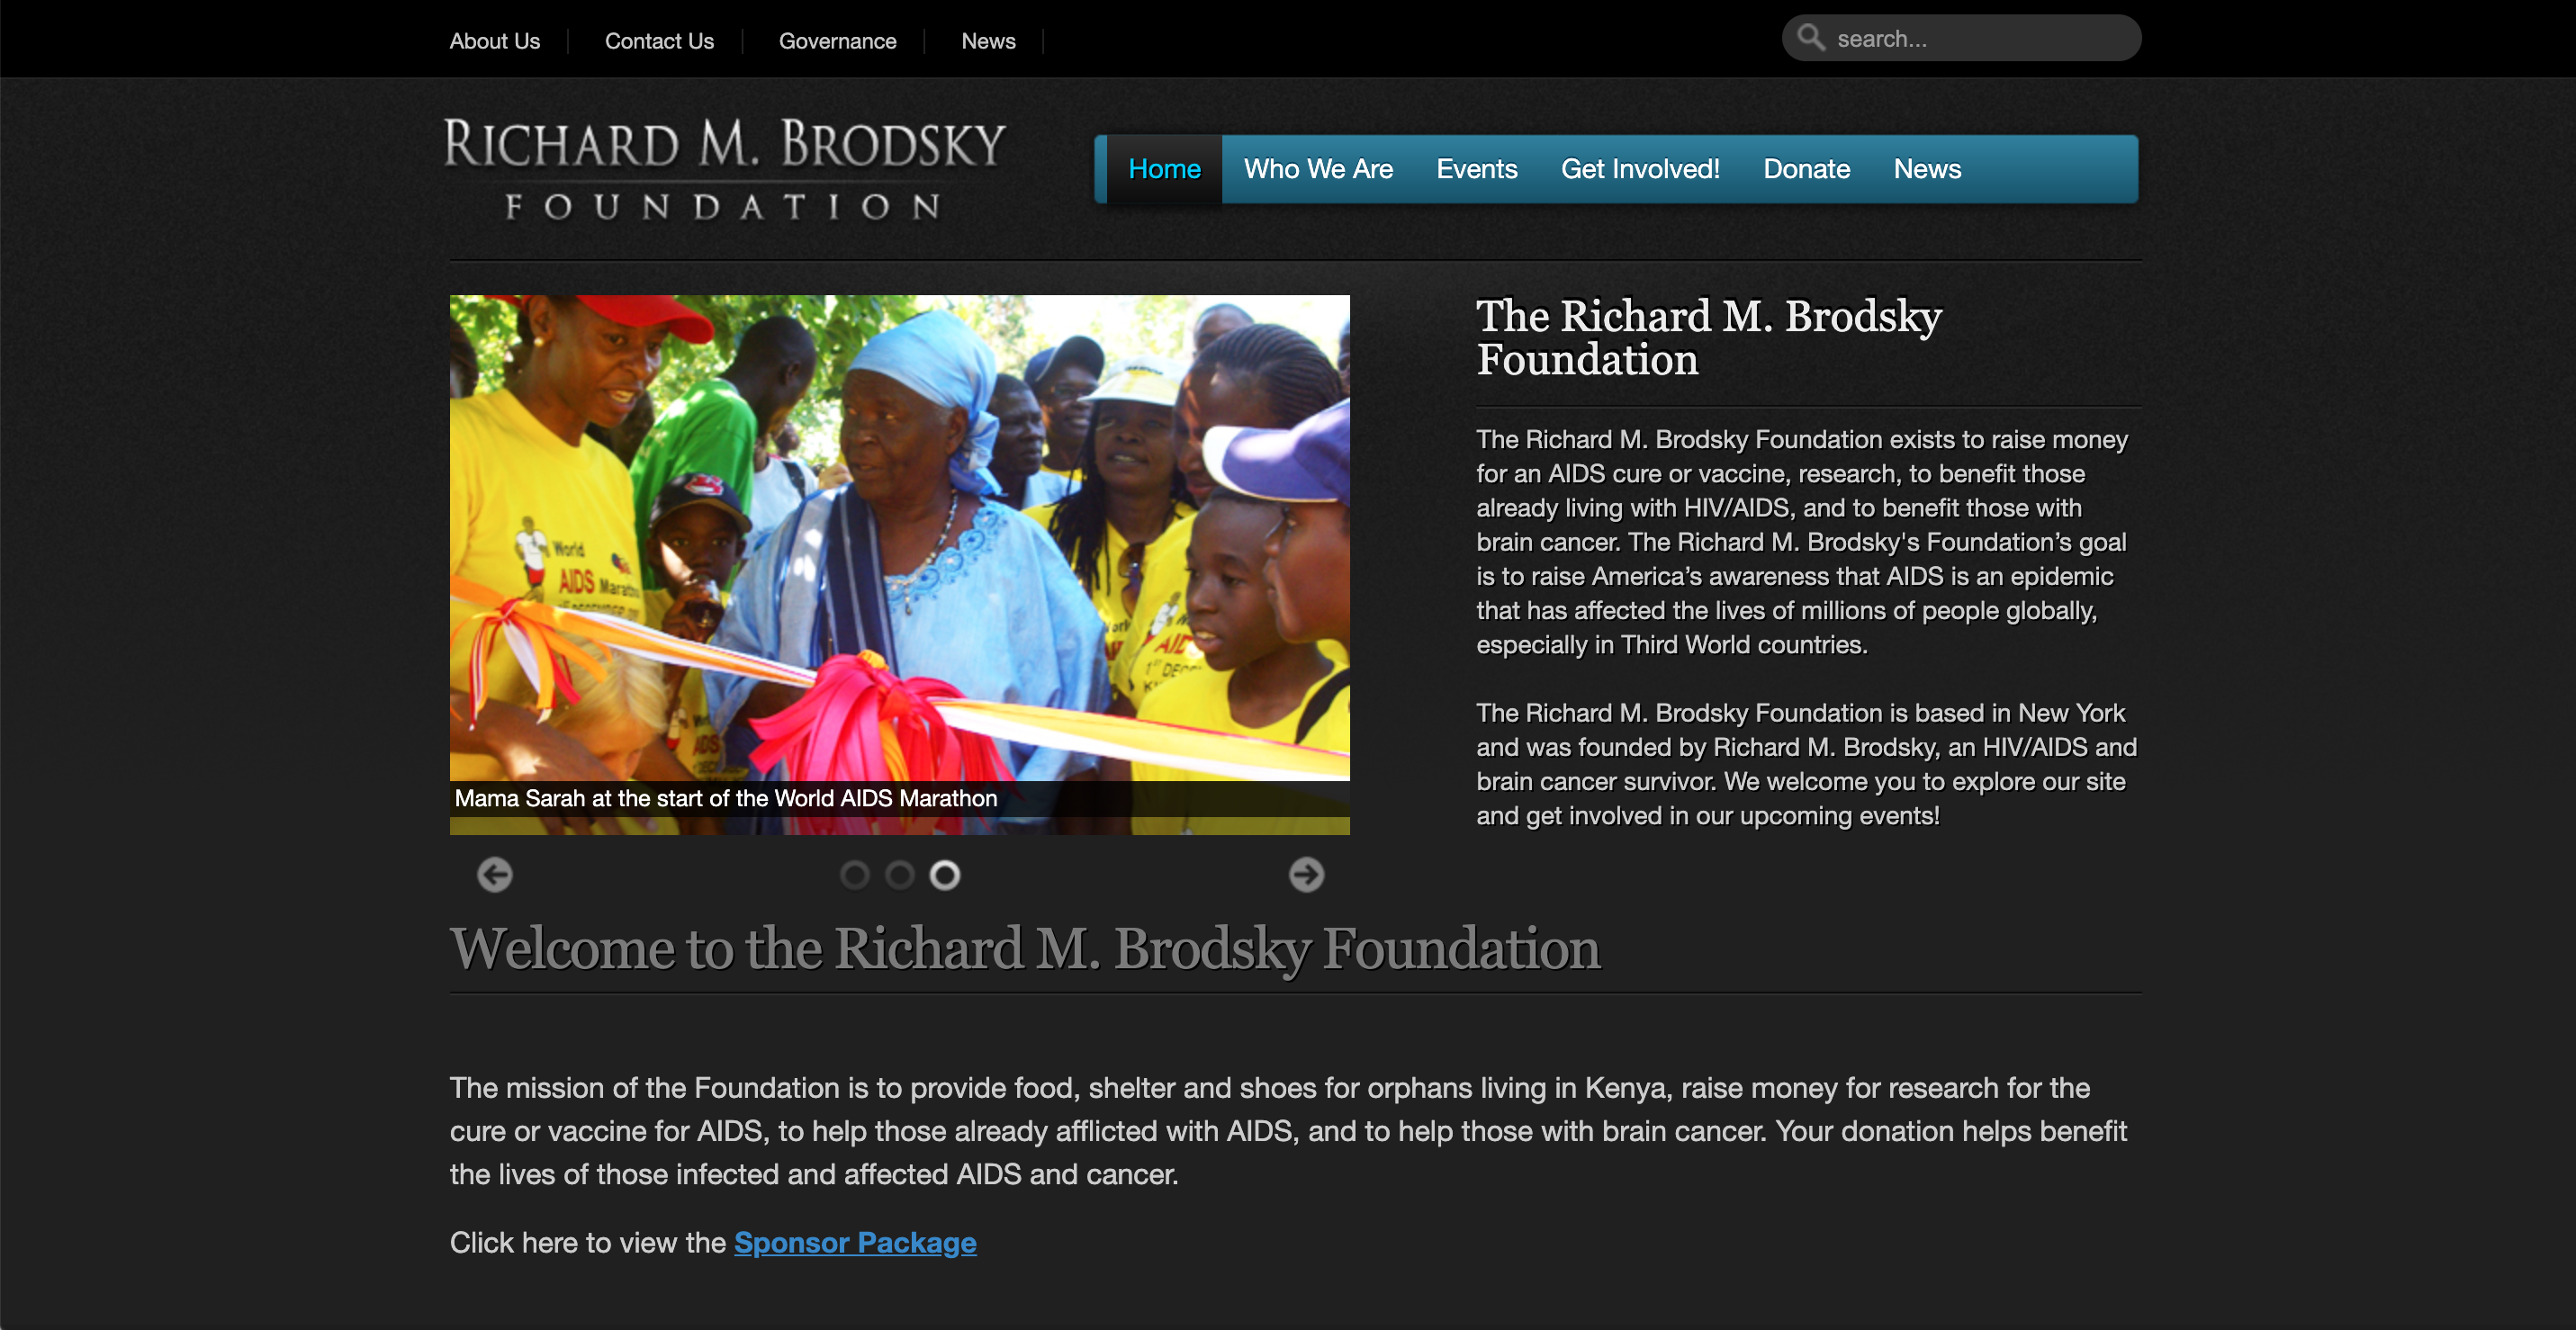 About Us
Contact Us
Governance
News
search...
RICHARD M. BRODSKY
FOUNDATION
Home
Who We Are
Events
Get Involved!
Donate
News
World
AIDS Marath
World
AIDS
Mama Sarah at the start of the World AIDS Marathon
The Richard M. Brodsky
Foundation
The Richard M. Brodsky Foundation exists to raise money
for an AIDS cure or vaccine, research, to benefit those
already living with HIV/AIDS, and to benefit those with
brain cancer. The Richard M. Brodsky's Foundation’s goal
is to raise America’s awareness that AIDS is an epidemic
that has affected the lives of millions of people globally,
especially in Third World countries.
The Richard M. Brodsky Foundation is based in New York
and was founded by Richard M. Brodsky, an HIV/AIDS and
brain cancer survivor. We welcome you to explore our site
and get involved in our upcoming events!
Welcome to the Richard M. Brodsky Foundation
The mission of the Foundation is to provide food, shelter and shoes for orphans living in Kenya, raise money for research for the
cure or vaccine for AIDS, to help those already afflicted with AIDS, and to help those with brain cancer. Your donation helps benefit
the lives of those infected and affected AIDS and cancer.
Click here to view the Sponsor Package